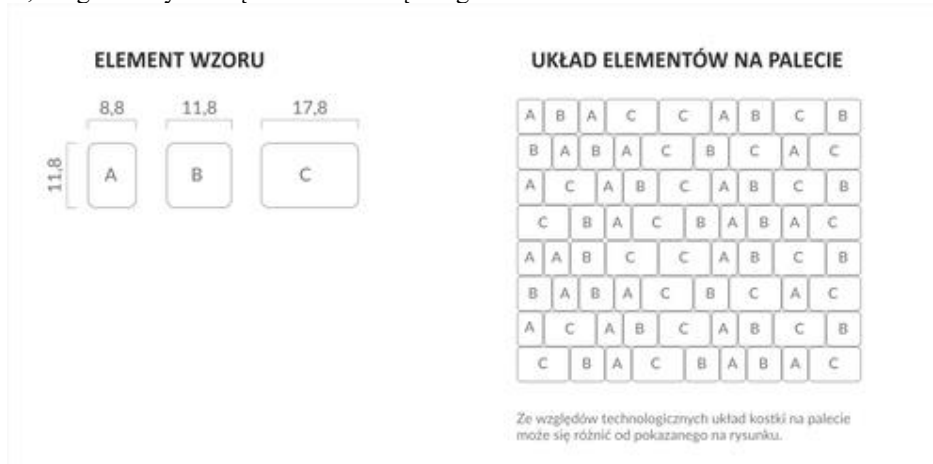 ELEMENT WZORU
UKŁAD ELEMENTÓW NA PALECIE
8,8 11,8 17,8
11,8
A B C
A B A C C A B C B
B A B A C B C A C
A C A B C A B C B
C B A C B A B A C
A A B C C A B C B
B A B A C B C A C
A C A B C A B C B
C B A C B A B A C
Ze względów technologicznych układ kostki na palecie
może się różnić od pokazanego na rysunku.